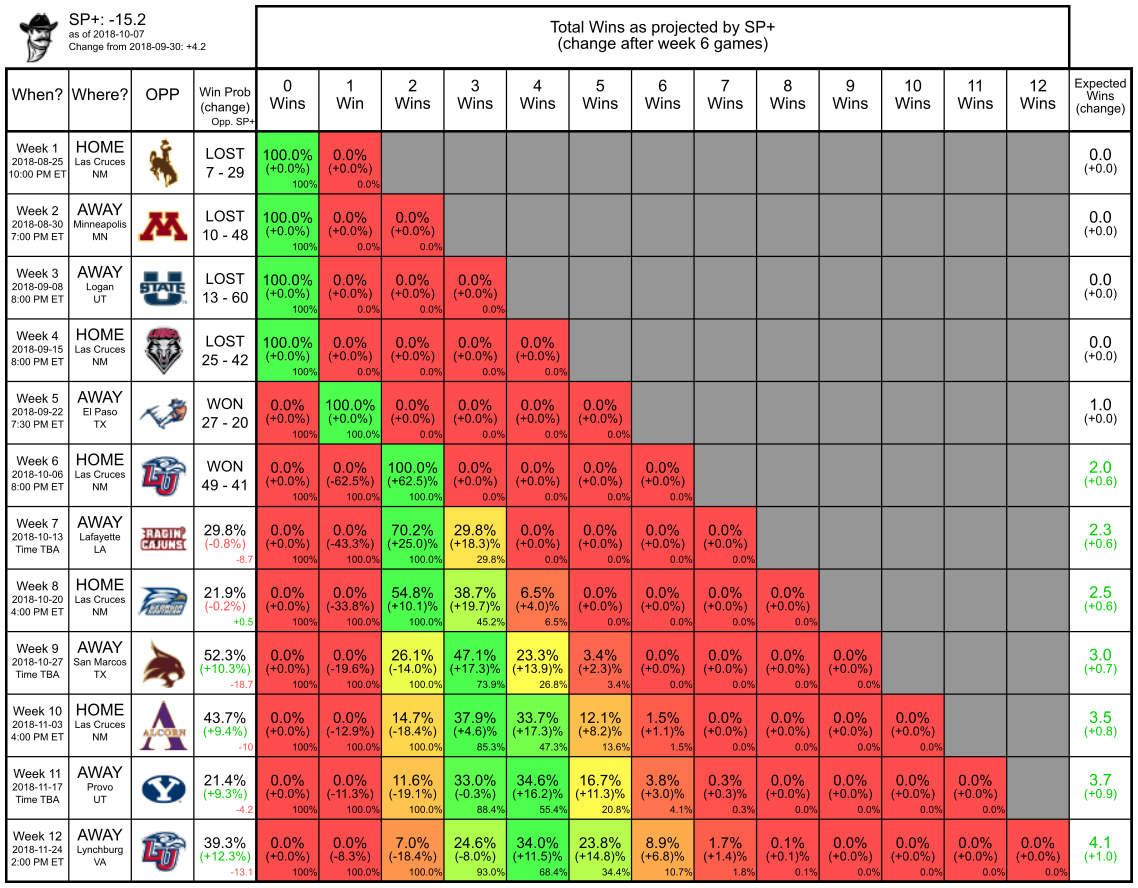 SP+: -15.2
as of 2018-10-07
Change from 2018-09-30: +4.2
Total Wins as projected by SP+
(change after week 6 games)
When? Where? OPP
Win Prob
(change)
Opp. SP+
0 Wins
1 Win
2 Wins
3 Wins
4 Wins
5 Wins
6 Wins
7 Wins
8 Wins
9 Wins
10 Wins
11 Wins
12 Wins
Expected
Wins
(change)
Week 1 HOME LOST 100.0% 0.0% 0.0
2018-08-25 Las Cruces 7 - 29 (+0.0%) (+0.0%) (+0.0)
10:00 PM ET NM 100% 0.0%
Week 2 AWAY M LOST 100.0% 0.0% 0.0% 0.0
2018-08-30 Minneapolis 10 - 48 (+0.0%) (+0.0%) (+0.0%) (+0.0)
7:00 PM ET MN 100% 0.0% 0.0%
Week 3 AWAY U STATE LOST 100.0% 0.0% 0.0% 0.0% 0.0
2018-09-08 Logan 13 - 60 (+0.0%) (+0.0%) (+0.0%) (+0.0%) (+0.0)
8:00 PM ET UT 100% 0.0% 0.0% 0.0%
Week 4 HOME LOST 100.0% 0.0% 0.0% 0.0% 0.0% 0.0
2018-09-15 Las Cruces 25 - 42 (+0.0%) (+0.0%) (+0.0%) (+0.0%) (+0.0%) (+0.0)
8:00 PM ET NM 100% 0.0% 0.0% 0.0% 0.0%
Week 5 AWAY WON 0.0% 100.0% 0.0% 0.0% 0.0% 0.0% 1.0
2018-09-22 El Paso 27 - 20 (+0.0%) (+0.0%) (+0.0%) (+0.0%) (+0.0%) (+0.0%) (+0.0)
7:30 PM ET TX 100% 100.0% 0.0% 0.0% 0.0% 0.0%
Week 6 HOME LU WON 0.0% 0.0% 100.0% 0.0% 0.0% 0.0% 0.0% 2.0
2018-10-06 Las Cruces 49 - 41 (+0.0%) (-62.5%) (+62.5)% (+0.0%) (+0.0%) (+0.0%) (+0.0%) (+0.6)
8:00 PM ET NM 100% 100.0% 100.0% 0.0% 0.0% 0.0% 0.0%
Week 7 AWAY RAGIN' CAJUNS 29.8% 0.0% 0.0% 70.2% 29.8% 0.0% 0.0% 0.0% 0.0% 2.3
2018-10-13 Lafayette (-0.8%) (+0.0%) (-43.3%) (+25.0)% (+18.3)% (+0.0%) (+0.0%) (+0.0%) (+0.0%) (+0.6)
Time TBA LA -8.7 100% 100.0% 100.0% 29.8% 0.0% 0.0% 0.0% 0.0%
Week 8 HOME GEORGIA SOUTHERN 21.9% 0.0% 0.0% 54.8% 38.7% 6.5% 0.0% 0.0% 0.0% 0.0% 2.5
2018-10-20 Las Cruces (-0.2%) (+0.0%) (-33.8%) (+10.1)% (+19.7)% (+4.0)% (+0.0%) (+0.0%) (+0.0%) (+0.0%) (+0.6)
4:00 PM ET NM +0.5 100% 100.0% 100.0% 45.2% 6.5% 0.0% 0.0% 0.0% 0.0%
Week 9 AWAY 52.3% 0.0% 0.0% 26.1% 47.1% 23.3% 3.4% 0.0% 0.0% 0.0% 0.0% 3.0
2018-10-27 San Marcos (+10.3%) (+0.0%) (-19.6%) (-14.0%) (+17.3)% (+13.9)% (+2.3)% (+0.0%) (+0.0%) (+0.0%) (+0.0%) (+0.7)
Time TBA TX -18.7 100% 100.0% 100.0% 73.9% 26.8% 3.4% 0.0% 0.0% 0.0% 0.0%
Week 10 HOME A ALCORN 43.7% 0.0% 0.0% 14.7% 37.9% 33.7% 12.1% 1.5% 0.0% 0.0% 0.0% 0.0% 3.5
2018-11-03 Las Cruces (+9.4%) (+0.0%) (-12.9%) (-18.4%) (+4.6)% (+17.3)% (+8.2)% (+1.1)% (+0.0%) (+0.0%) (+0.0%) (+0.0%) (+0.8)
4:00 PM ET NM -10 100% 100.0% 100.0% 85.3% 47.3% 13.6% 1.5% 0.0% 0.0% 0.0% 0.0%
Week 11 AWAY Y 21.4% 0.0% 0.0% 11.6% 33.0% 34.6% 16.7% 3.8% 0.3% 0.0% 0.0% 0.0% 0.0% 3.7
2018-11-17 Provo (+9.3%) (+0.0%) (-11.3%) (-19.1%) (-0.3%) (+16.2)% (+11.3)% (+3.0)% (+0.3)% (+0.0%) (+0.0%) (+0.0%) (+0.0%) (+0.9)
Time TBA UT -4.2 100% 100.0% 100.0% 88.4% 55.4% 20.8% 4.1% 0.3% 0.0% 0.0% 0.0% 0.0%
Week 12 AWAY LU 39.3% 0.0% 0.0% 7.0% 24.6% 34.0% 23.8% 8.9% 1.7% 0.1% 0.0% 0.0% 0.0% 0.0% 4.1
2018-11-24 Lynchburg (+12.3%) (+0.0%) (-8.3%) (-18.4%) (-8.0%) (+11.5)% (+14.8)% (+6.8)% (+1.4)% (+0.1)% (+0.0%) (+0.0%) (+0.0%) (+0.0%) (+1.0)
2:00 PM ET VA -13.1 100% 100.0% 100.0% 93.0% 68.4% 34.4% 10.7% 1.8% 0.1% 0.0% 0.0% 0.0% 0.0%